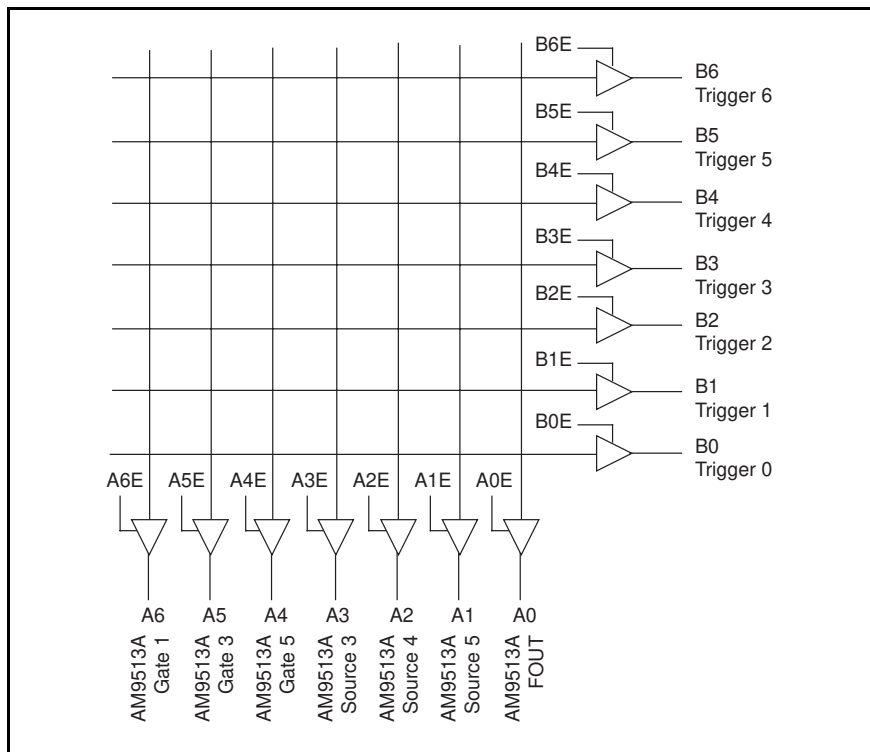 B6E
B6
Trigger 6
B5E
B5
Trigger 5
B4E
B4
Trigger 4
B3E
B3
Trigger 3
B2E
B2
Trigger 2
B1E
B1
Trigger 1
B0E
B0
Trigger 0
A6E A5E A4E A3E A2E A1E A0E
A6 A5 A4 A3 A2 A1 A0
AM9513A
Gate 1
AM9513A
Gate 3
AM9513A
Gate 5
AM9513A
Source 3
AM9513A
Source 4
AM9513A
Source 5
AM9513A
FOUT